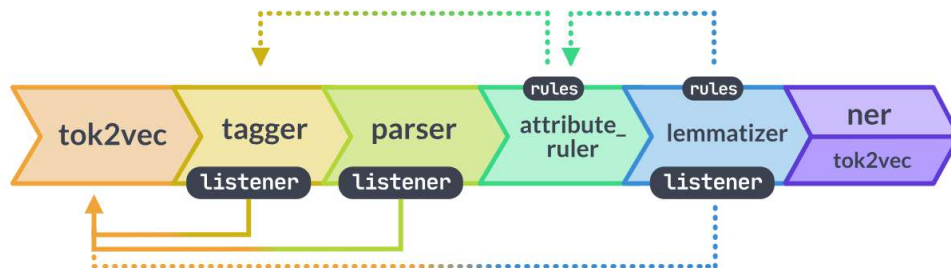 rules
rules
tok2vec
tagger
parser
attribute_
ruler
lemmatizer
ner
tok2vec
listener
listener
listener